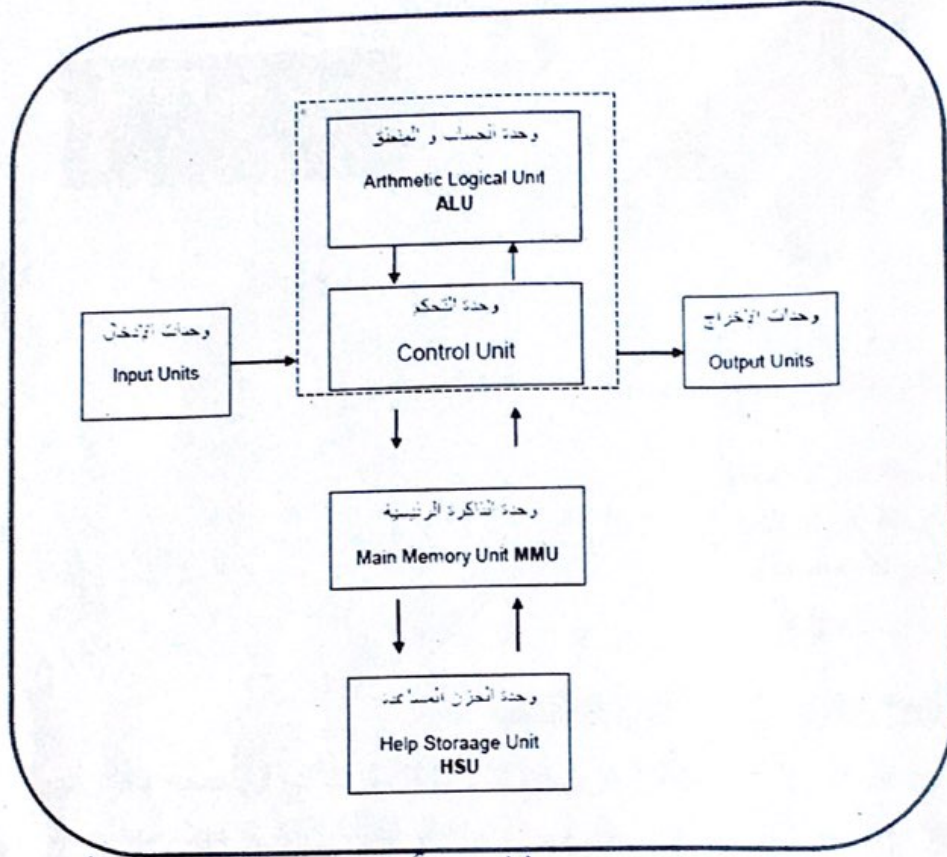 وحدة الحساب و المنطق
Arthmetic Logical Unit
ALU
وحدة التحكم
Control Unit
وحدات الإدخال
Input Units
وحدات الأخراج
Output Units
وحدة الذاكرة الرئيسية
Main Memory Unit MMU
وحدة الخزن المساعدة
Help Storaage Unit
HSU